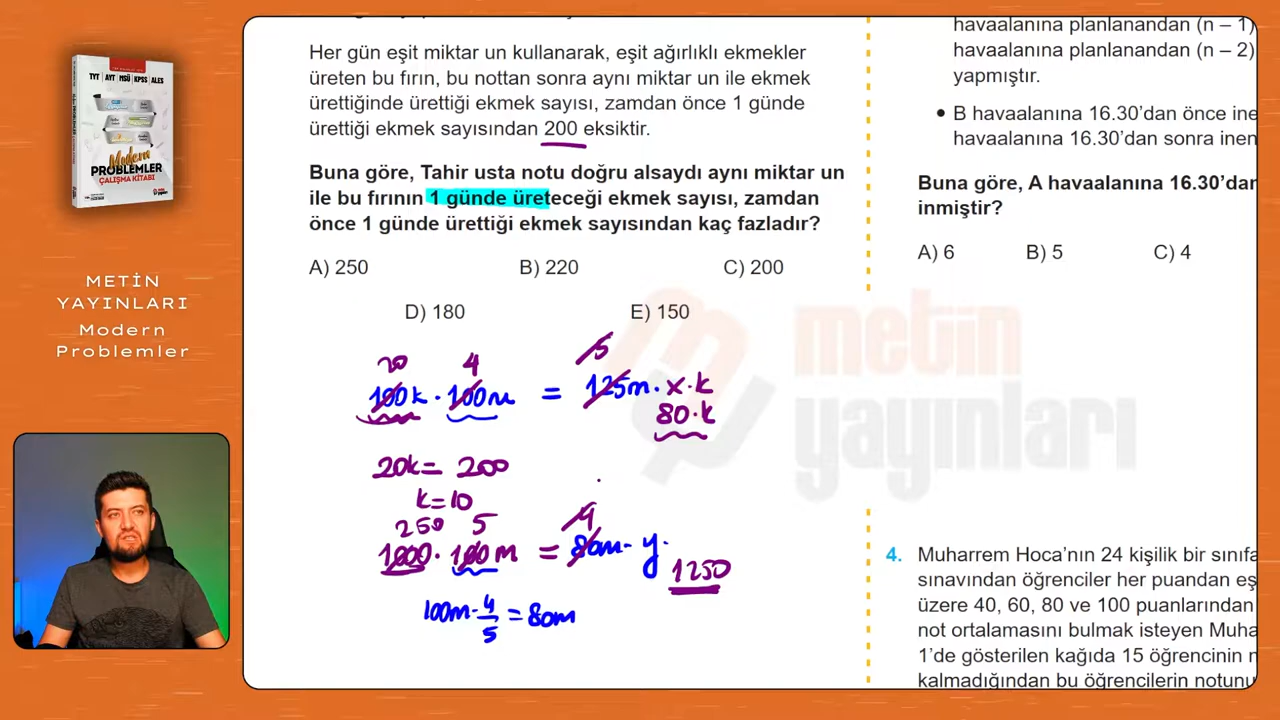 TYT AYT MSÜ KPSS ALES
Modern
PROBLEMLER
ÇALIŞMA KİTABI
METİN
YAYINLARI
Modern
Problemler
Her gün eşit miktar un kullanarak, eşit ağırlıklı ekmekler
üreten bu fırın, bu nottan sonra aynı miktar un ile ekmek
ürettiğinde ürettiği ekmek sayısı, zamdan önce 1 günde
ürettiği ekmek sayısından 200 eksiktir.
Buna göre, Tahir usta notu doğru alsaydı aynı miktar un
ile bu fırının 1 günde üreteceği ekmek sayısı, zamdan
önce 1 günde ürettiği ekmek sayısından kaç fazladır?
A) 250 B) 220 C) 200
D) 180 E) 150
20 4 5
100k · 100m = 125m · x·k
80·k
20k = 200
k=10
250 5 4
1000 · 100m = 80m · y
1250
100m · 4/5 = 80m
metiin
yayınları
havaalanına planlanandan (n – 1)
havaalanına planlanandan (n – 2)
yapmıştır.
• B havaalanına 16.30’dan önce ine
havaalanına 16.30’dan sonra inen
Buna göre, A havaalanına 16.30’dan
inmiştir?
A) 6 B) 5 C) 4
4. Muharrem Hoca’nın 24 kişilik bir sınıfa
sınavından öğrenciler her puandan eş
üzere 40, 60, 80 ve 100 puanlarından
not ortalamasını bulmak isteyen Muha
1’de gösterilen kağıda 15 öğrencinin n
kalmadığından bu öğrencilerin notunu